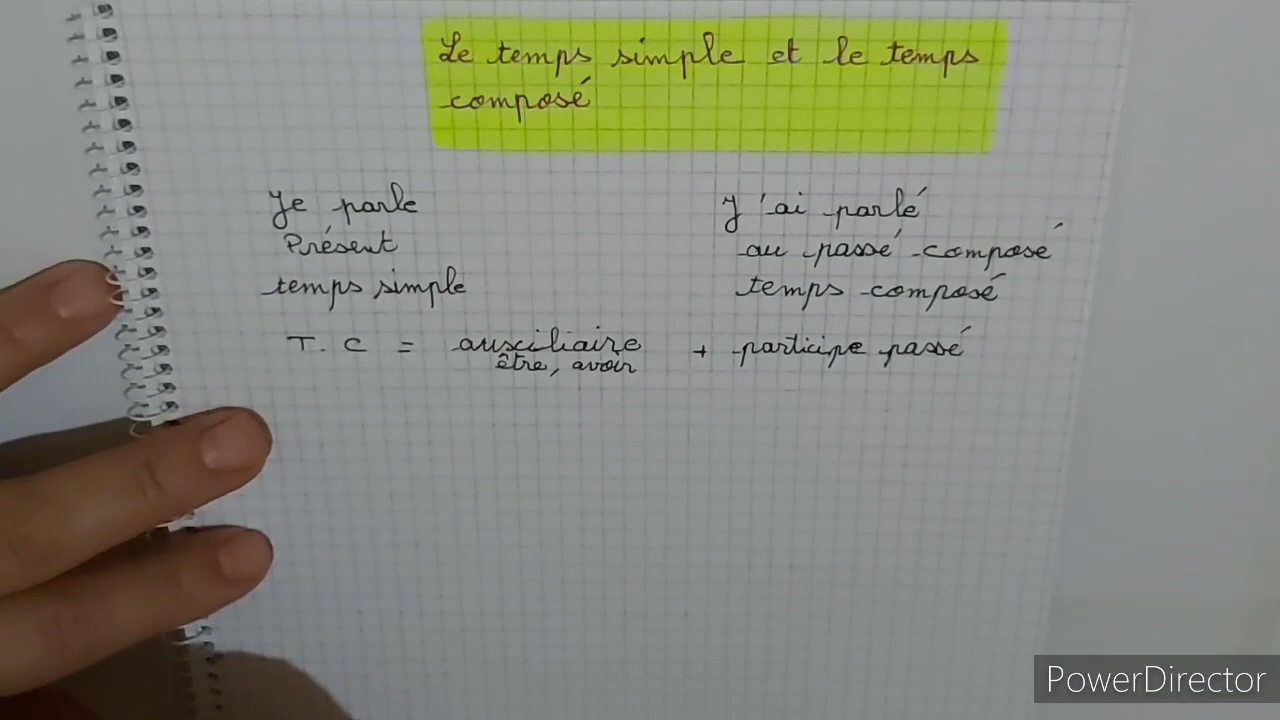 Le temps simple et le temps
composé
Je parle
J'ai parlé
Présent
au passé composé
temps simple
temps composé
T.C = auxiliaire + participe passé
être, avoir
PowerDirector